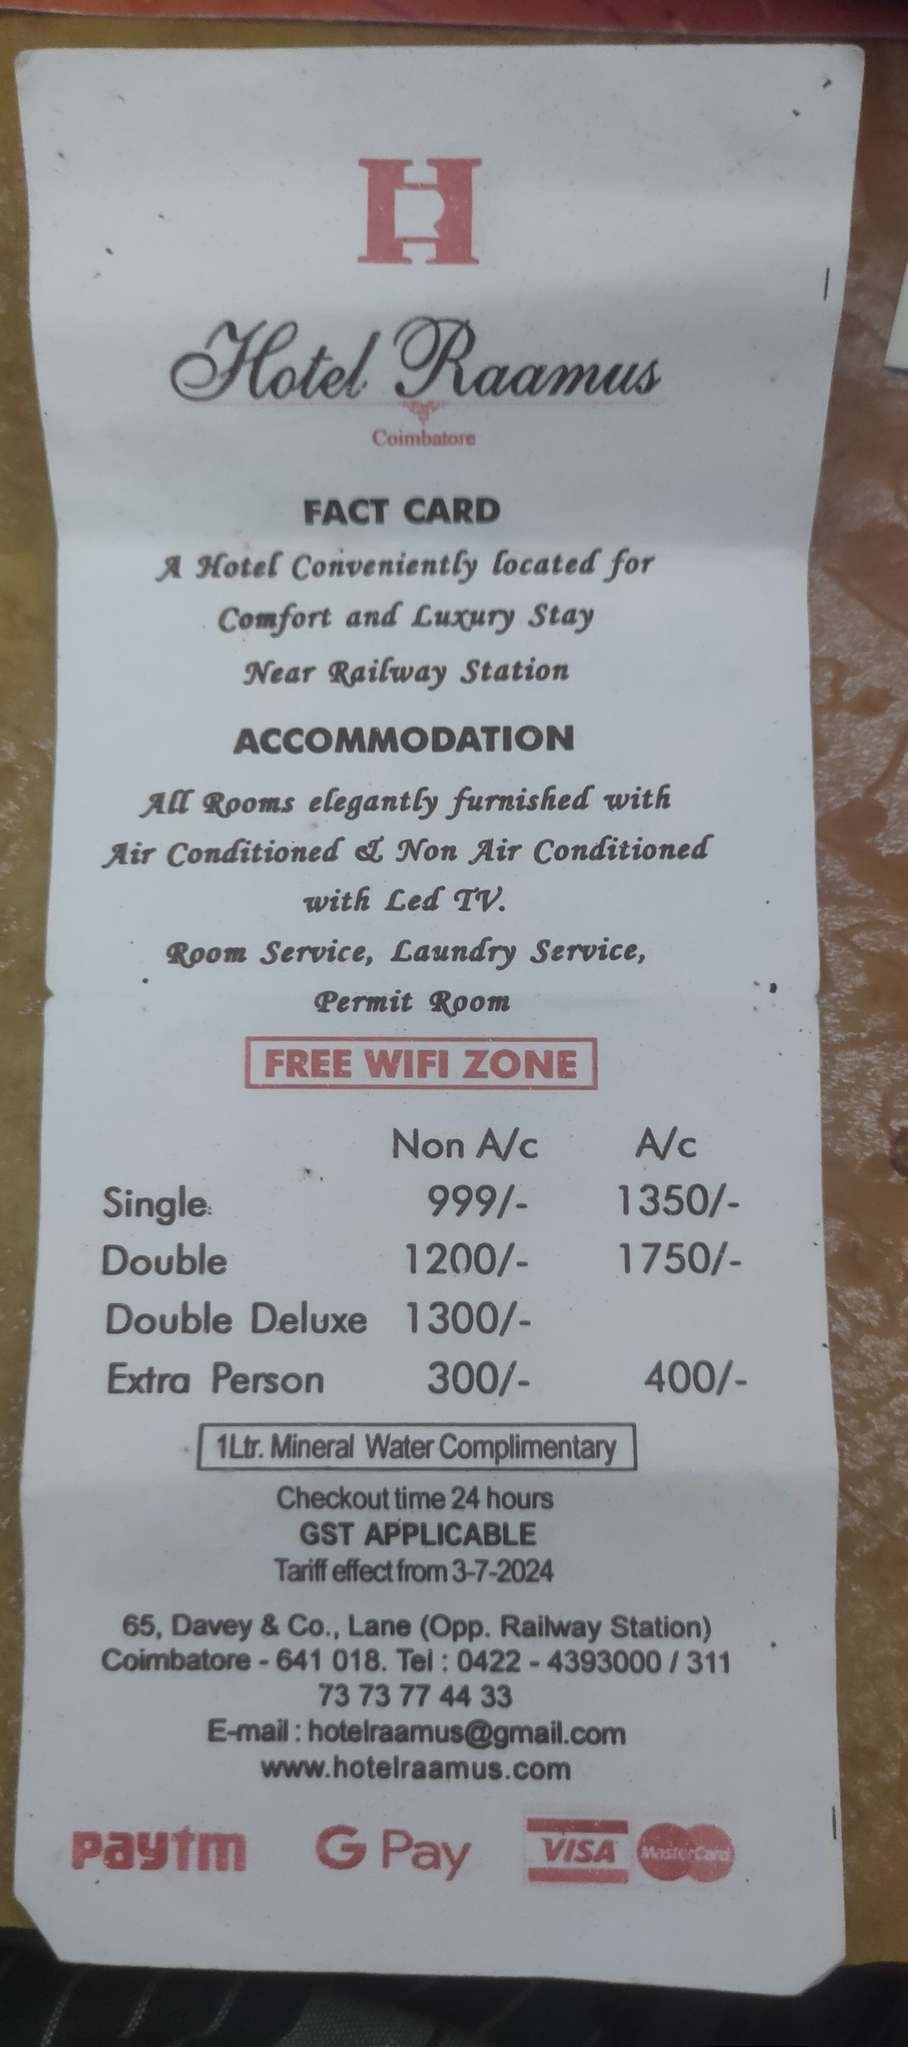 HR
Hotel Raamus
Coimbatore
FACT CARD
A Hotel Conveniently located for
Comfort and Luxury Stay
Near Railway Station
ACCOMMODATION
All Rooms elegantly furnished with
Air Conditioned & Non Air Conditioned
with Led TV.
Room Service, Laundry Service,
Permit Room
FREE WIFI ZONE
Non A/c A/c
Single: 999/- 1350/-
Double 1200/- 1750/-
Double Deluxe 1300/-
Extra Person 300/- 400/-
1Ltr. Mineral Water Complimentary
Checkout time 24 hours
GST APPLICABLE
Tariff effect from 3-7-2024
65, Davey & Co., Lane (Opp. Railway Station)
Coimbatore - 641 018. Tel : 0422 - 4393000 / 311
73 73 77 44 33
E-mail : hotelraamus@gmail.com
www.hotelraamus.com
paytm G Pay VISA MasterCard